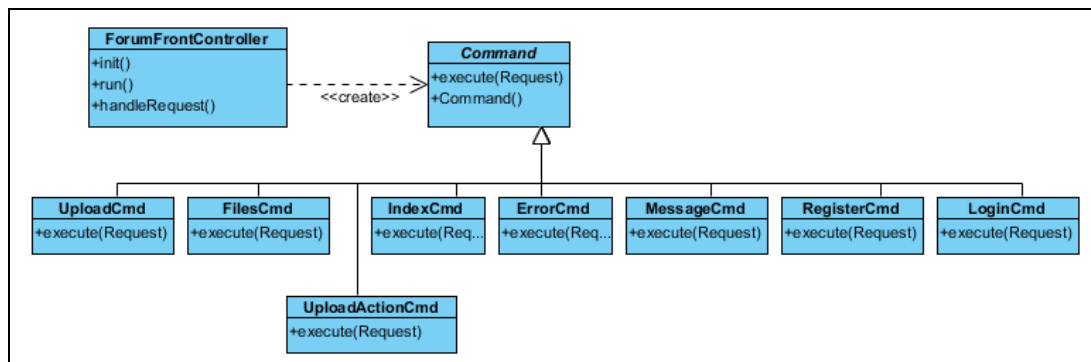 ForumFrontController
+init()
+run()
+handleRequest()
<<create>>
Command
+execute(Request)
+Command()
UploadCmd
+execute(Request)
FilesCmd
+execute(Request)
IndexCmd
+execute(Req...
ErrorCmd
+execute(Req...
MessageCmd
+execute(Request)
RegisterCmd
+execute(Request)
LoginCmd
+execute(Request)
UploadActionCmd
+execute(Request)